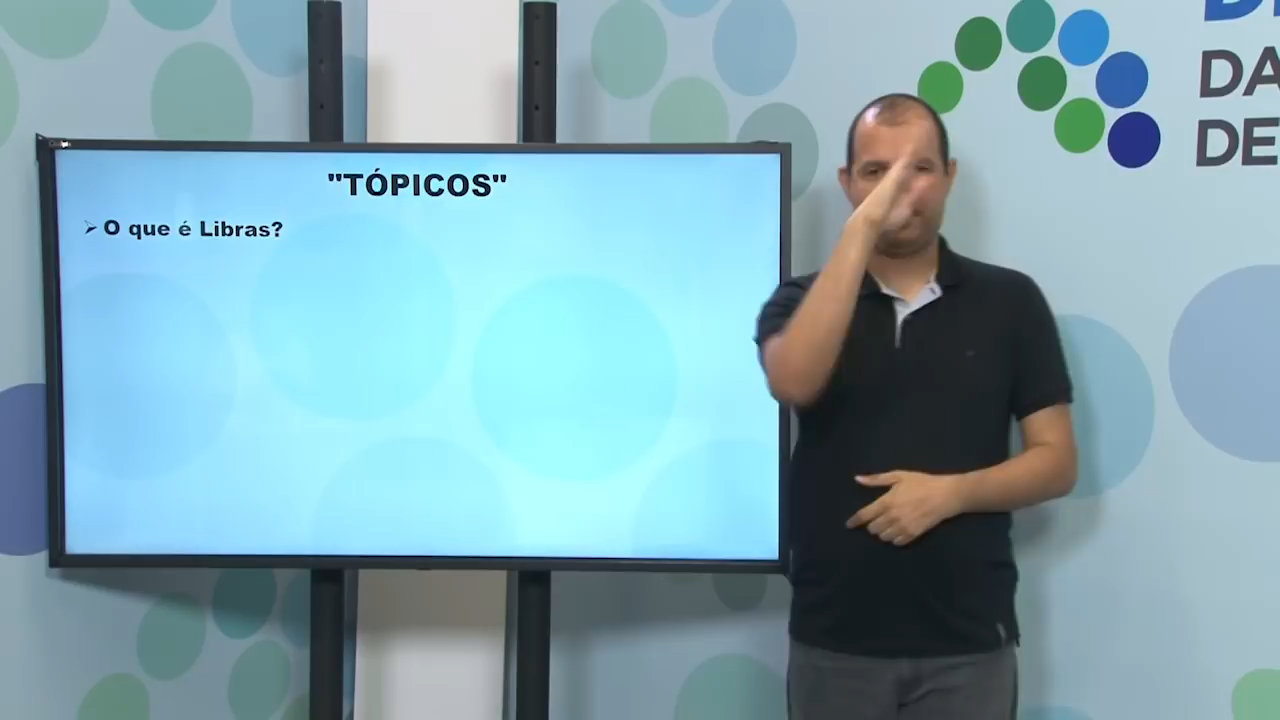 "TÓPICOS"
➢ O que é Libras?
DA
DE